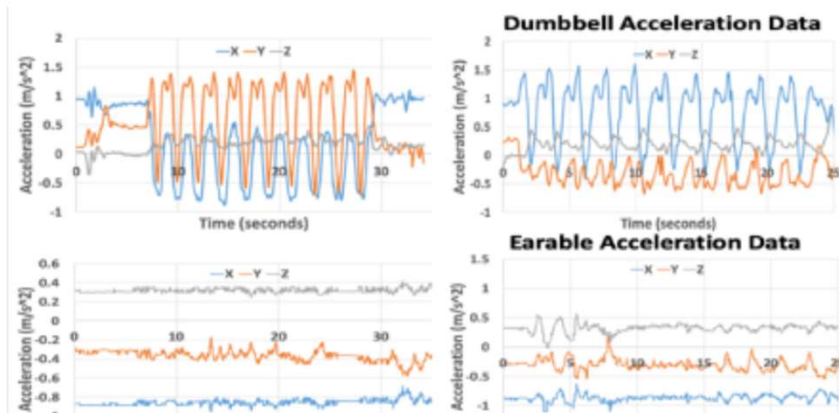 Dumbbell Acceleration Data
Acceleration (m/s^2)
2
1.5
1
0.5
0
-0.5
-1
X Y Z
0 10 20 30
Time (seconds)
Acceleration (m/s^2)
2
1.5
1
0.5
0
-0.5
-1
X Y Z
0 5 10 15 20 25
Time (seconds)
Earable Acceleration Data
Acceleration (m/s^2)
0.6
0.4
0.2
0
-0.2
-0.4
-0.6
-0.8
X Y Z
0 10 20 30
Acceleration (m/s^2)
1.5
1
0.5
0
-0.5
-1
X Y Z
0 5 10 15 20 25